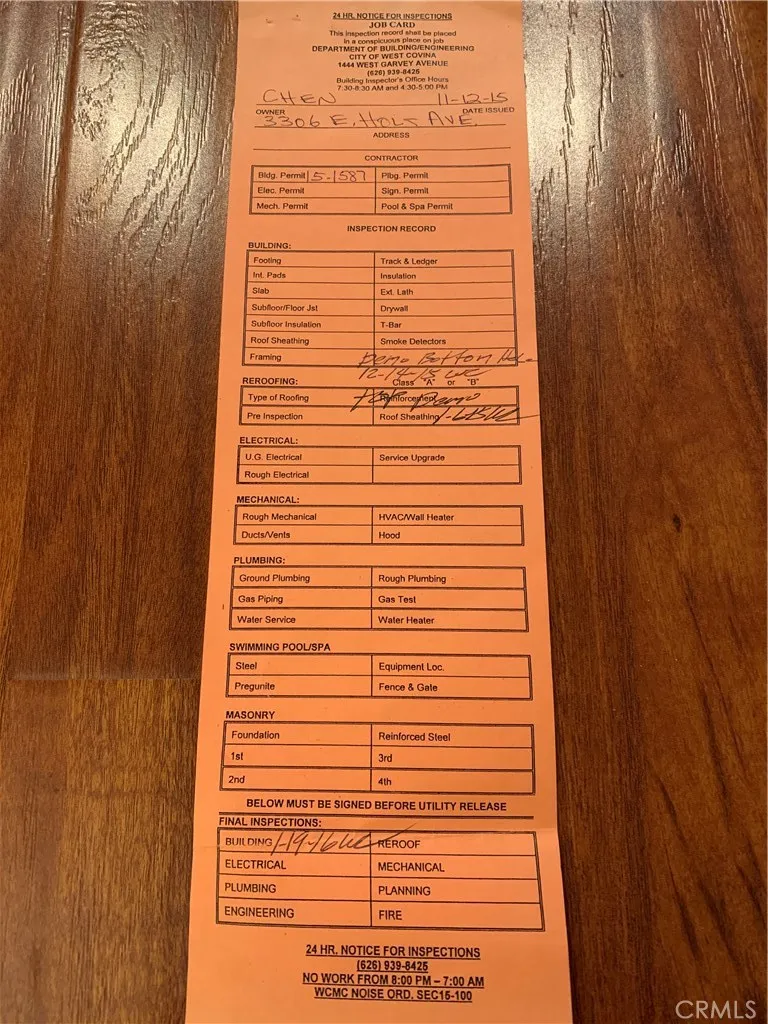 24 HR. NOTICE FOR INSPECTIONS
JOB CARD
This inspection record shall be placed
in a conspicuous place on job
DEPARTMENT OF BUILDING/ENGINEERING
CITY OF WEST COVINA
1444 WEST GARVEY AVENUE
(626) 939-8425
Building Inspector's Office Hours
7:30-8:30 AM and 4:30-5:00 PM
CHEN 11-12-15
OWNER DATE ISSUED
3306 E. HOLT AVE.
ADDRESS
CONTRACTOR
Bldg. Permit 15-1587 Plbg. Permit
Elec. Permit Sign. Permit
Mech. Permit Pool & Spa Permit
INSPECTION RECORD
BUILDING:
Footing Track & Ledger
Int. Pads Insulation
Slab Ext. Lath
Subfloor/Floor Jst Drywall
Subfloor Insulation T-Bar
Roof Sheathing Smoke Detectors
Framing Demo Bottom
12-14-15 WC
REROOFING: Class "A" or "B"
Type of Roofing Reinforcement Demo
Pre Inspection Roof Sheathing
ELECTRICAL:
U.G. Electrical Service Upgrade
Rough Electrical
MECHANICAL:
Rough Mechanical HVAC/Wall Heater
Ducts/Vents Hood
PLUMBING:
Ground Plumbing Rough Plumbing
Gas Piping Gas Test
Water Service Water Heater
SWIMMING POOL/SPA
Steel Equipment Loc.
Pregunite Fence & Gate
MASONRY
Foundation Reinforced Steel
1st 3rd
2nd 4th
BELOW MUST BE SIGNED BEFORE UTILITY RELEASE
FINAL INSPECTIONS:
BUILDING 1-19-16 WC REROOF
ELECTRICAL MECHANICAL
PLUMBING PLANNING
ENGINEERING FIRE
24 HR. NOTICE FOR INSPECTIONS
(626) 939-8425
NO WORK FROM 8:00 PM – 7:00 AM
WCMC NOISE ORD. SEC15-100
CRMLS